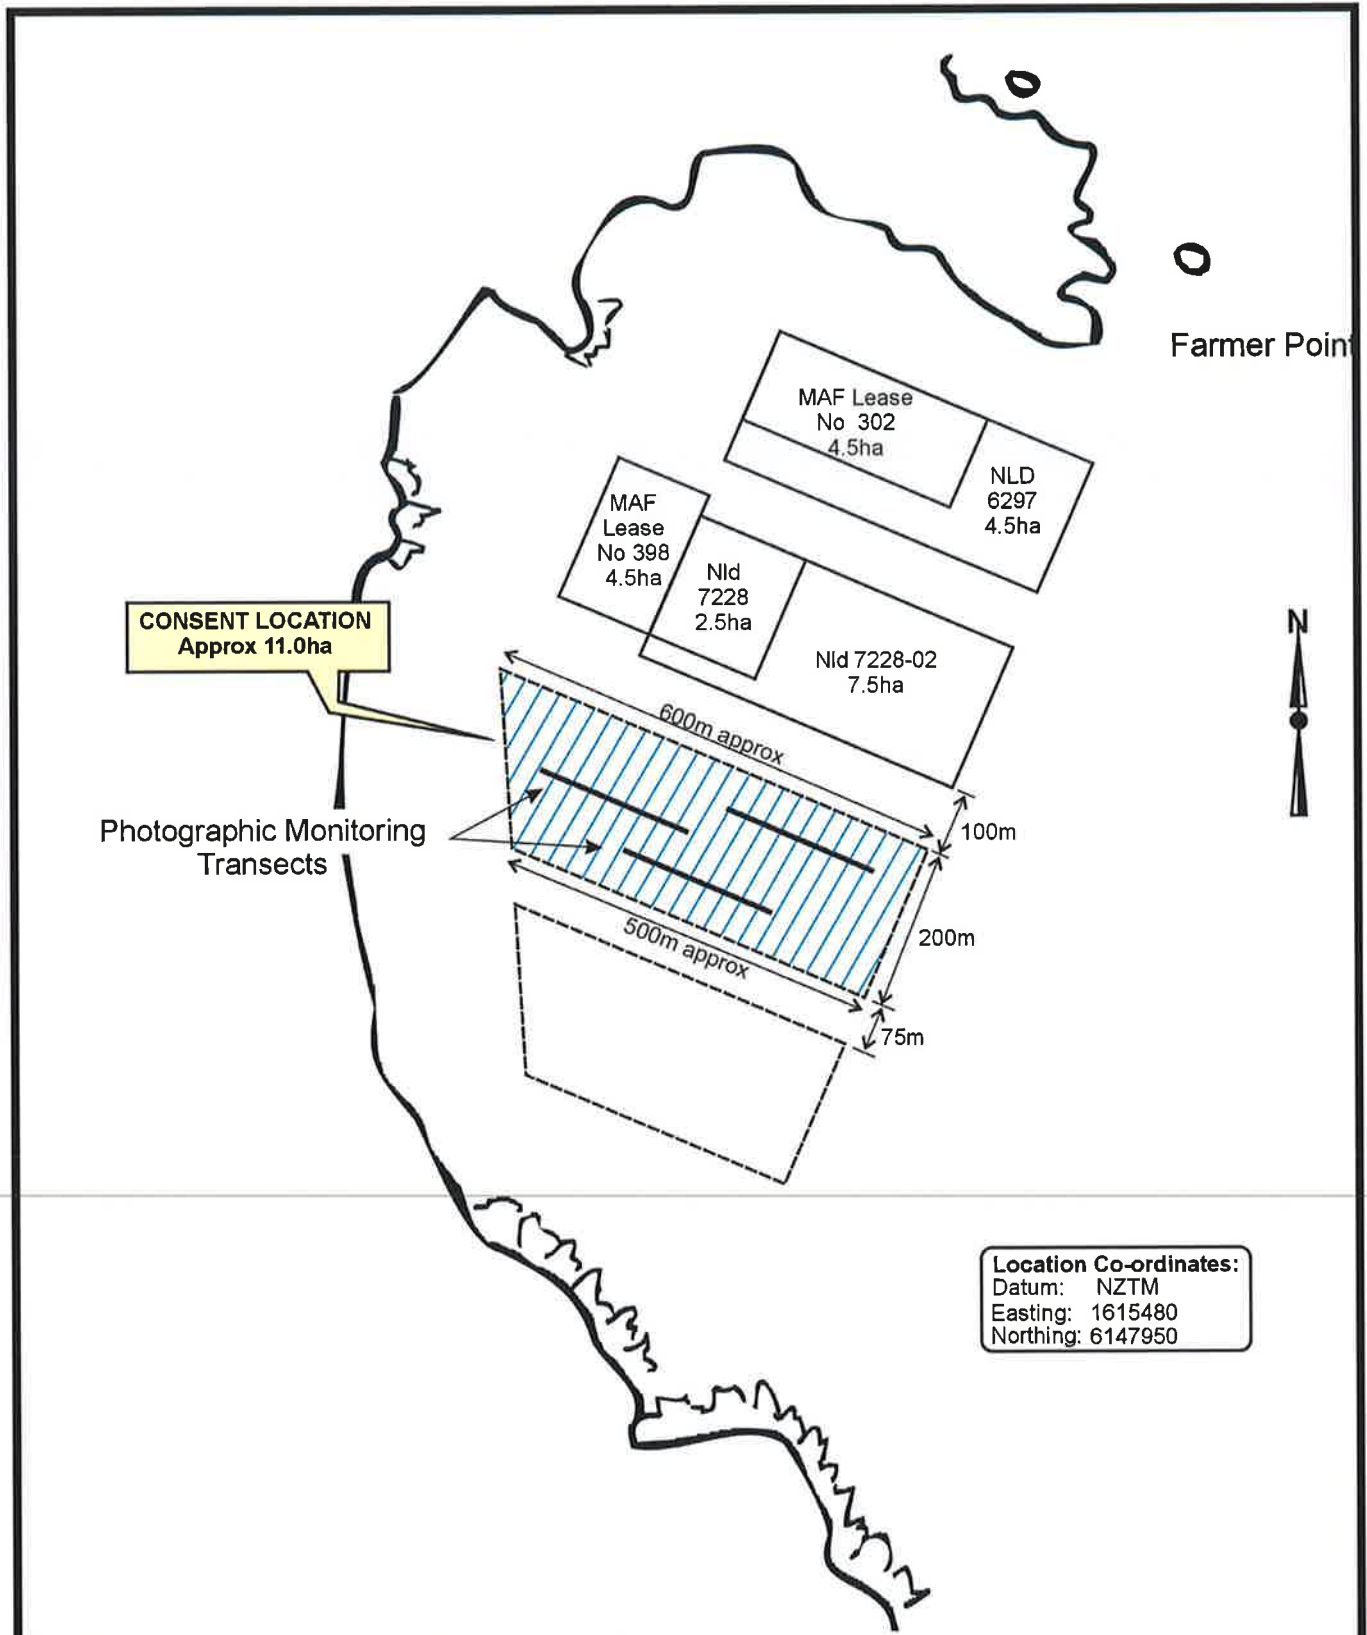 Farmer Point
MAF Lease
No 302
4.5ha
NLD
6297
4.5ha
MAF
Lease
No 398
4.5ha
Nld
7228
2.5ha
Nld 7228-02
7.5ha
CONSENT LOCATION
Approx 11.0ha
N
600m approx
100m
Photographic Monitoring
Transects
200m
500m approx
75m
Location Co-ordinates:
Datum: NZTM
Easting: 1615480
Northing: 6147950